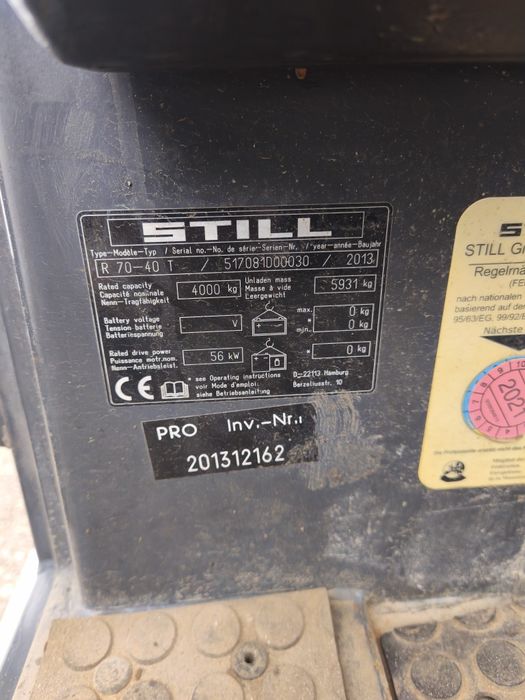 STILL
Type-Modèle-Typ / Serial no.-No. de série-Serien-Nr. / year-année-Baujahr
R 70-40 T / 517081D00030 / 2013
Rated capacity
Capacité nominale
Nenn-Tragfähigkeit
4000 kg
Unladen mass
Masse à vide
Leergewicht
5931 kg
Battery voltage
Tension batterie
Batteriespannung
- V
max. 0 kg
min. 0 kg
Rated drive power
Puissance motr.nom.
Nenn-Antriebsleist.
56 kW
* 0 kg
CE
* see Operating instructions
voir Mode d'emploi.
siehe Betriebsanleitung
D-22113 Hamburg
Berzeliusstr. 10
PRO Inv.-Nr.:
201312162
STILL
Regelmä
(FE
nach nationalen
basierend auf de
95/63/EG, 99/92/E
Nächste
2021